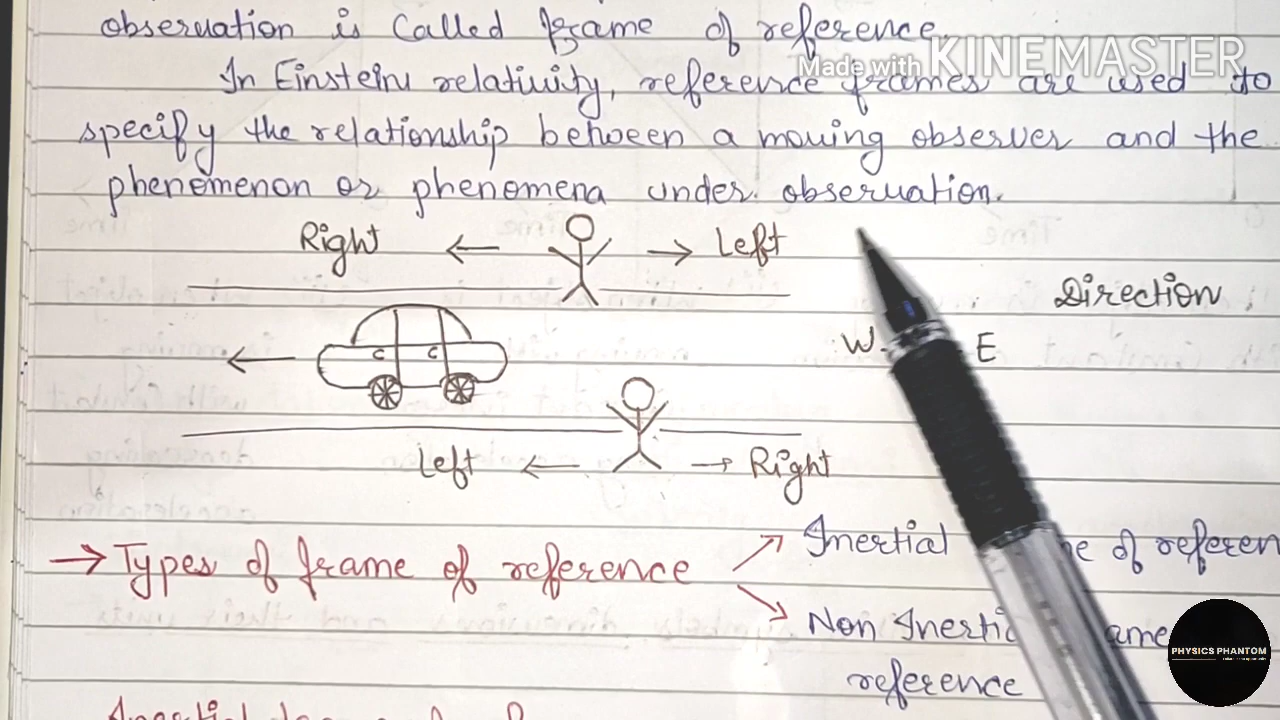 observation is Called frame of reference.
Made with KINEMASTER
In Einstein relativity, reference frames are used to
specify the relationship between a moving observer and the
phenomenon or phenomena under observation.
Right ← → Left
Direction
W. E
C C
Left ← → Right
→ Types of frame of reference
Inertial of referen
Non
reference
PHYSICS PHANTOM